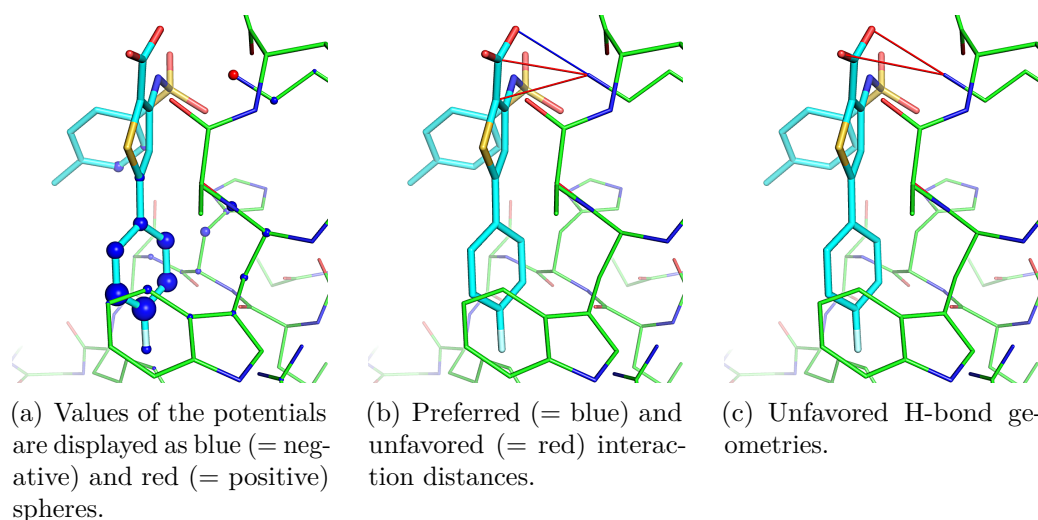 (a) Values of the potentials
are displayed as blue (= neg-
ative) and red (= positive)
spheres.
(b) Preferred (= blue) and
unfavored (= red) interac-
tion distances.
(c) Unfavored H-bond ge-
ometries.